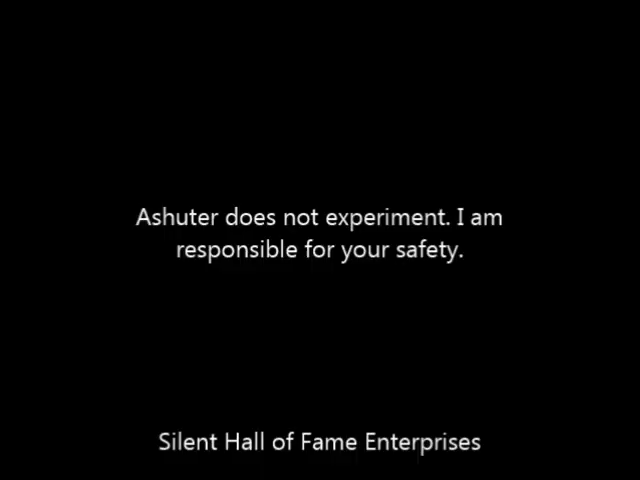 Ashuter does not experiment. I am
responsible for your safety.
Silent Hall of Fame Enterprises